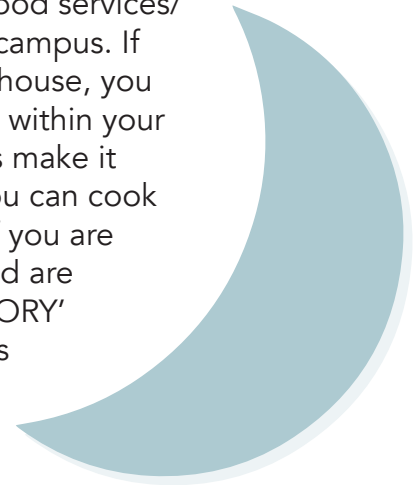 ood services/
campus. If
house, you
within your
s make it
ou can cook
you are
d are
ORY’
s